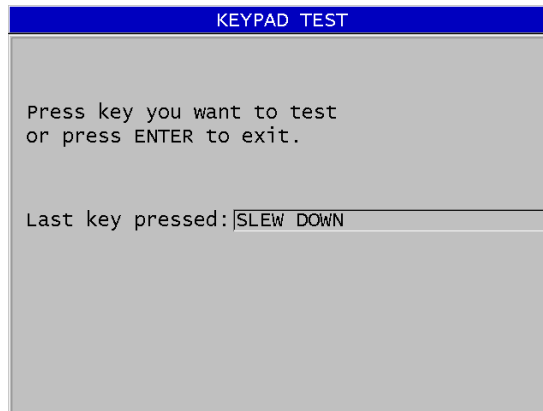 KEYPAD TEST
Press key you want to test
or press ENTER to exit.
Last key pressed: SLEW DOWN